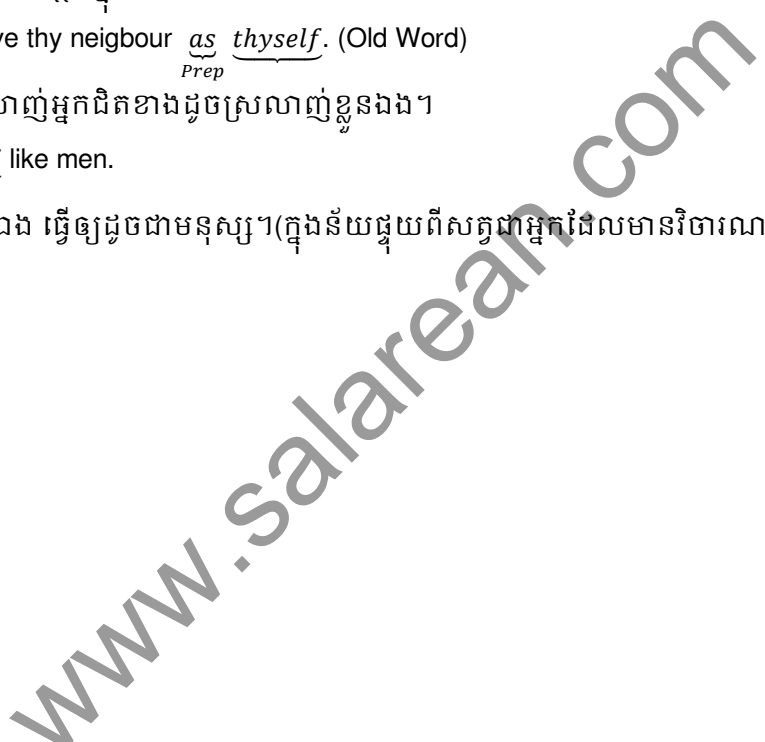 ve thy neigbour as thyself. (Old Word)
Prep
ាញ់អ្នកជិតខាងដូចស្រលាញ់ខ្លួនឯង។
like men.
ឯង ធ្វើឲ្យដូចជាមនុស្ស។(ក្នុងន័យផ្ទុយពីសត្វជាអ្នកដែលមានវិចារណ
www.salarean.com